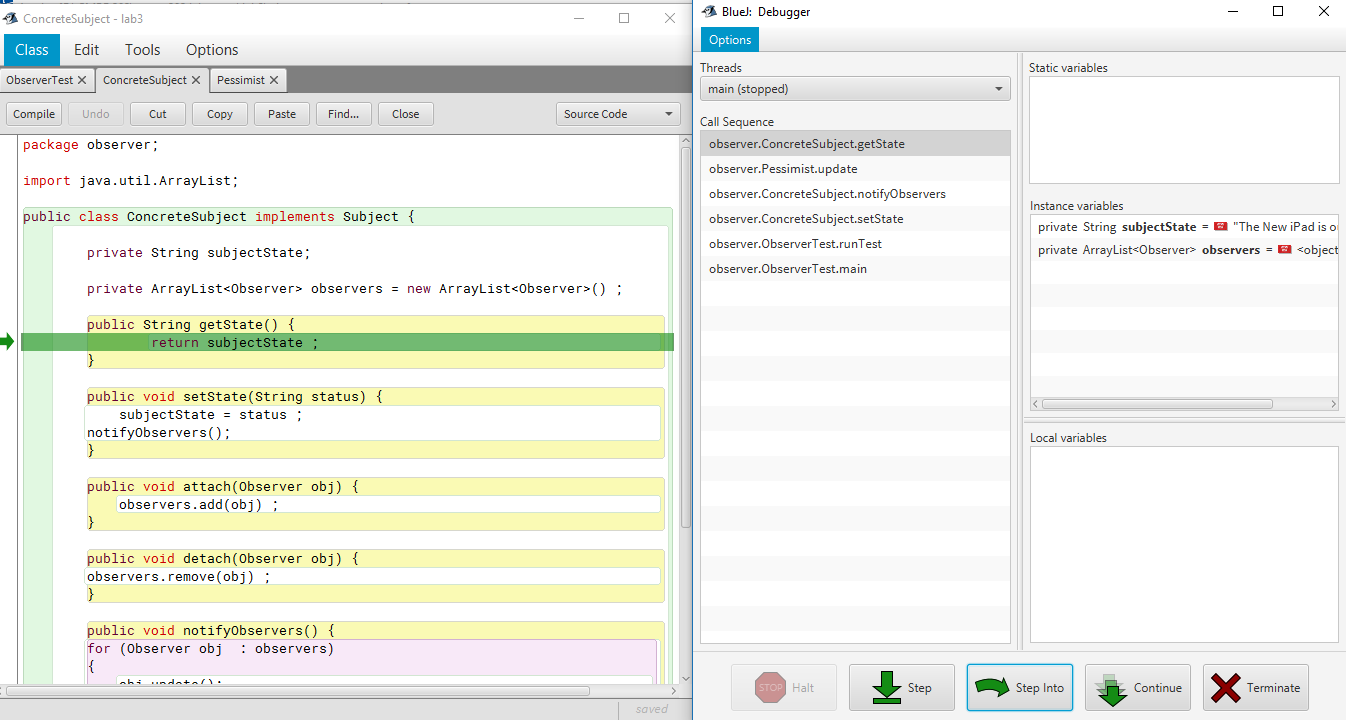 ConcreteSubject - lab3
Class Edit Tools Options
ObserverTest ConcreteSubject Pessimist
Compile Undo Cut Copy Paste Find... Close Source Code
package observer;
import java.util.ArrayList;
public class ConcreteSubject implements Subject {
private String subjectState;
private ArrayList<Observer> observers = new ArrayList<Observer>() ;
public String getState() {
return subjectState ;
}
public void setState(String status) {
subjectState = status ;
notifyObservers();
}
public void attach(Observer obj) {
observers.add(obj) ;
}
public void detach(Observer obj) {
observers.remove(obj) ;
}
public void notifyObservers() {
for (Observer obj  : observers)
{
obj.update();
saved
BlueJ: Debugger
Options
Threads
main (stopped)
Call Sequence
observer.ConcreteSubject.getState
observer.Pessimist.update
observer.ConcreteSubject.notifyObservers
observer.ConcreteSubject.setState
observer.ObserverTest.runTest
observer.ObserverTest.main
Static variables
Instance variables
private String subjectState = "The New iPad is o
private ArrayList<Observer> observers = <object
Local variables
STOP Halt Step Step Into Continue Terminate